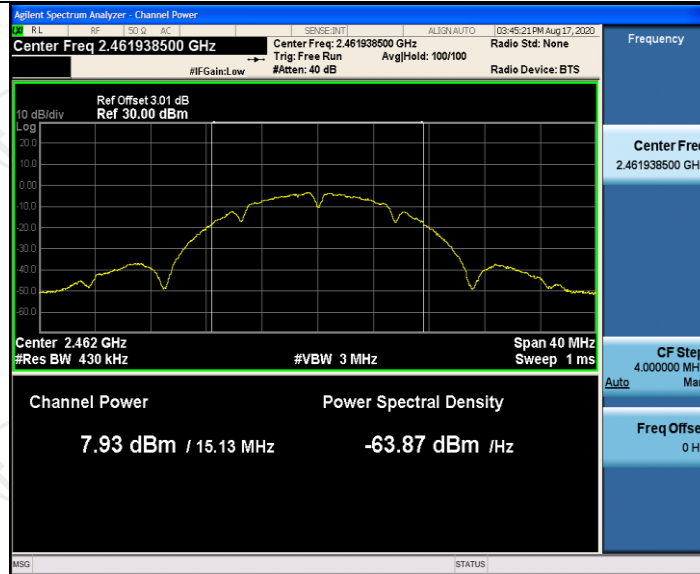 Agilent Spectrum Analyzer - Channel Power
RL RF 50 Ω AC SENSE:INT ALIGN AUTO 03:45:21 PM Aug 17, 2020
Center Freq 2.461938500 GHz
#IFGain:Low
Center Freq: 2.461938500 GHz
Trig: Free Run Avg|Hold: 100/100
#Atten: 40 dB
Radio Std: None
Radio Device: BTS
Ref Offset 3.01 dB
10 dB/div Ref 30.00 dBm
Log
20.0
10.0
0.00
-10.0
-20.0
-30.0
-40.0
-50.0
-60.0
Center 2.462 GHz Span 40 MHz
#Res BW 430 kHz #VBW 3 MHz Sweep 1 ms
Channel Power Power Spectral Density
7.93 dBm / 15.13 MHz -63.87 dBm /Hz
MSG STATUS
Frequency
Center Fre
2.461938500 GH
CF Ste
4.000000 MH
Auto Ma
Freq Offse
0 H